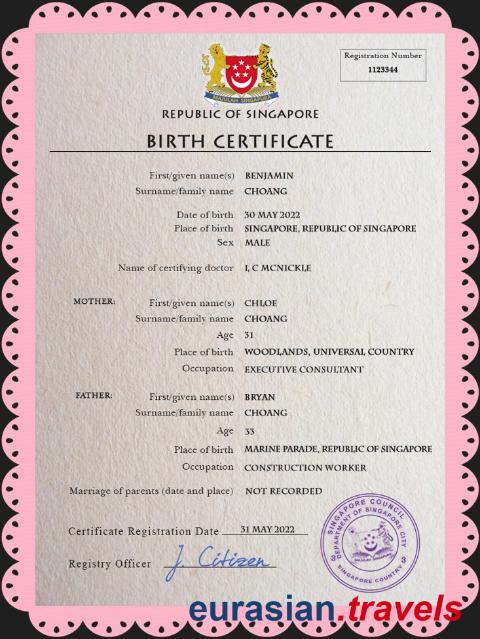 MAJULAH SINGAPURA
Registration Number
1123344
REPUBLIC OF SINGAPORE
BIRTH CERTIFICATE
First/given name(s) BENJAMIN
Surname/family name CHOANG
Date of birth 30 MAY 2022
Place of birth SINGAPORE, REPUBLIC OF SINGAPORE
Sex MALE
Name of certifying doctor I, C MCNICKLE
MOTHER: First/given name(s) CHLOE
Surname/family name CHOANG
Age 31
Place of birth WOODLANDS, UNIVERSAL COUNTRY
Occupation EXECUTIVE CONSULTANT
FATHER: First/given name(s) BRYAN
Surname/family name CHOANG
Age 33
Place of birth MARINE PARADE, REPUBLIC OF SINGAPORE
Occupation CONSTRUCTION WORKER
Marriage of parents (date and place) NOT RECORDED
Certificate Registration Date 31 MAY 2022
Registry Officer J. Citizen
SINGAPORE COUNCIL
DEPARTMENT OF SINGAPORE CITY
SINGAPORE COUNTRY
eurasian.travels